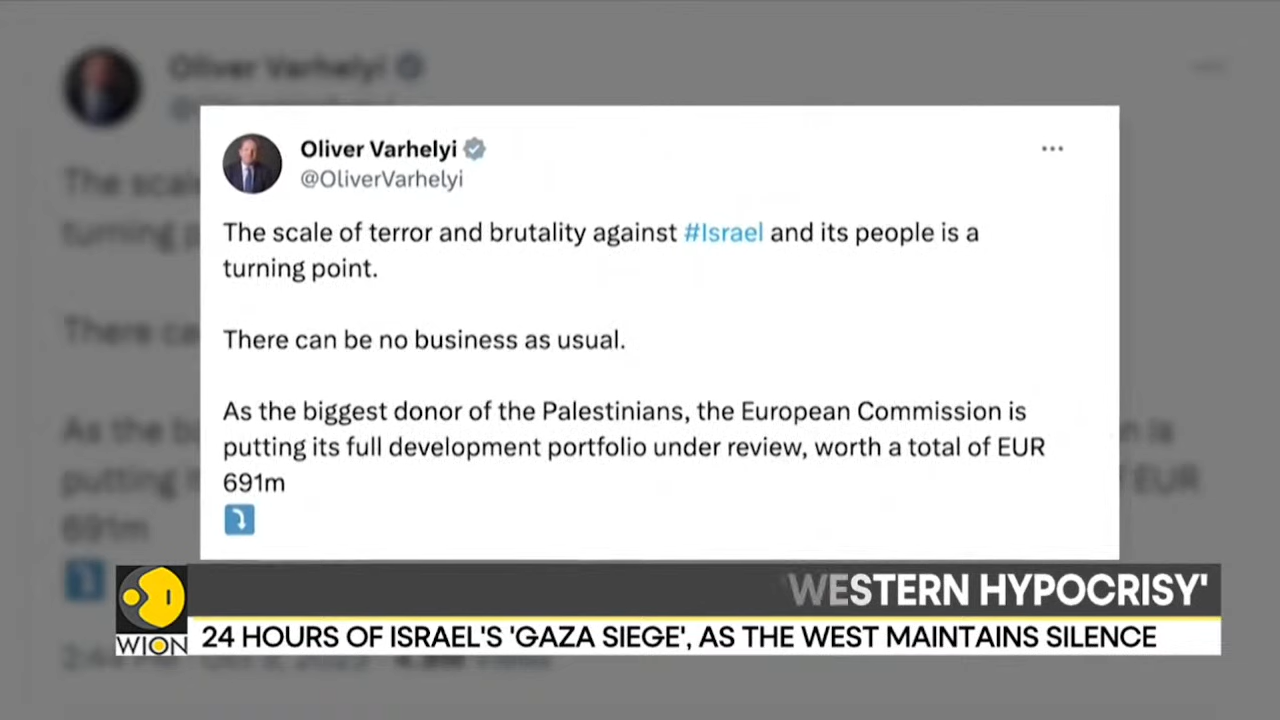 Oliver Varhelyi
@OliverVarhelyi
The scale of terror and brutality against #Israel and its people is a
turning point.
There can be no business as usual.
As the biggest donor of the Palestinians, the European Commission is
putting its full development portfolio under review, worth a total of EUR
691m
'WESTERN HYPOCRISY'
WION
24 HOURS OF ISRAEL'S 'GAZA SIEGE', AS THE WEST MAINTAINS SILENCE